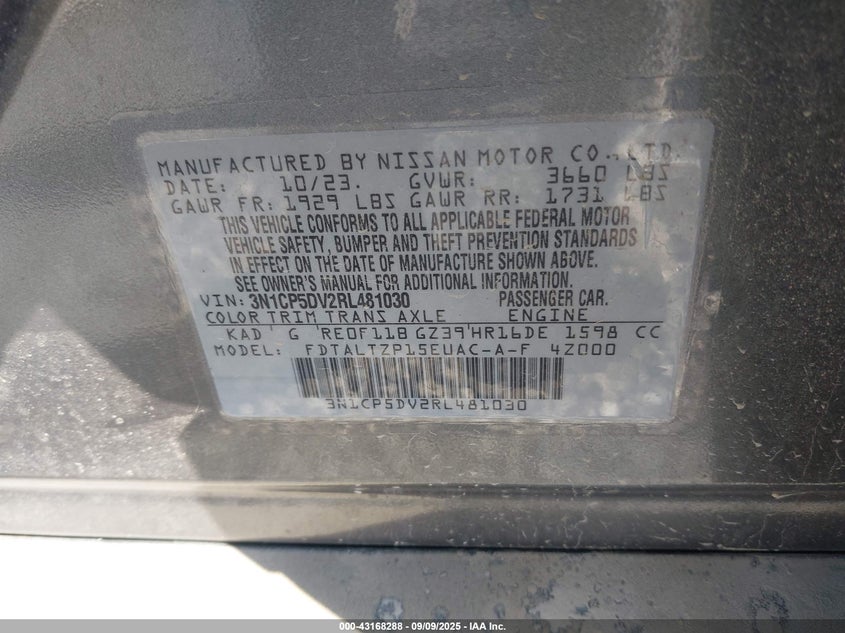 MANUFACTURED BY NISSAN MOTOR CO., LTD.
DATE: 10/23. GVWR: 3660 LBS
GAWR FR: 1929 LBS GAWR RR: 1731 LBS
THIS VEHICLE CONFORMS TO ALL APPLICABLE FEDERAL MOTOR
VEHICLE SAFETY, BUMPER AND THEFT PREVENTION STANDARDS
IN EFFECT ON THE DATE OF MANUFACTURE SHOWN ABOVE.
SEE OWNER'S MANUAL FOR ADDITIONAL INFORMATION.
VIN: 3N1CP5DV2RL481030 PASSENGER CAR.
COLOR TRIM TRANS AXLE ENGINE
KAD G RE0F11B GZ39 HR16DE 1598 CC
MODEL: FDTALTZP15EUAC-A-F 4Z000
3N1CP5DV2RL481030
000-43168288 - 09/09/2025 - IAA Inc.